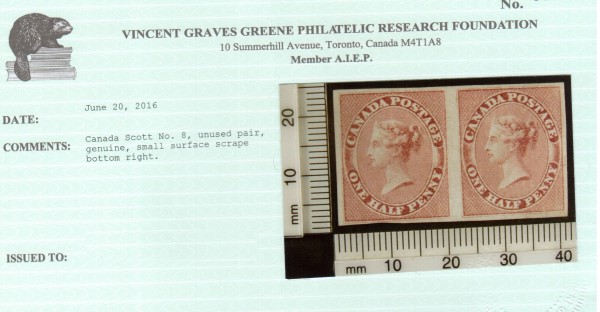 No.
VINCENT GRAVES GREENE PHILATELIC RESEARCH FOUNDATION
10 Summerhill Avenue, Toronto, Canada M4T1A8
Member A.I.E.P.
DATE: June 20, 2016
COMMENTS: Canada Scott No. 8, unused pair,
genuine, small surface scrape
bottom right.
ISSUED TO:
CANADA POSTAGE
ONE HALF PENNY
CANADA POSTAGE
ONE HALF PENNY
mm 10 20
mm 10 20 30 40